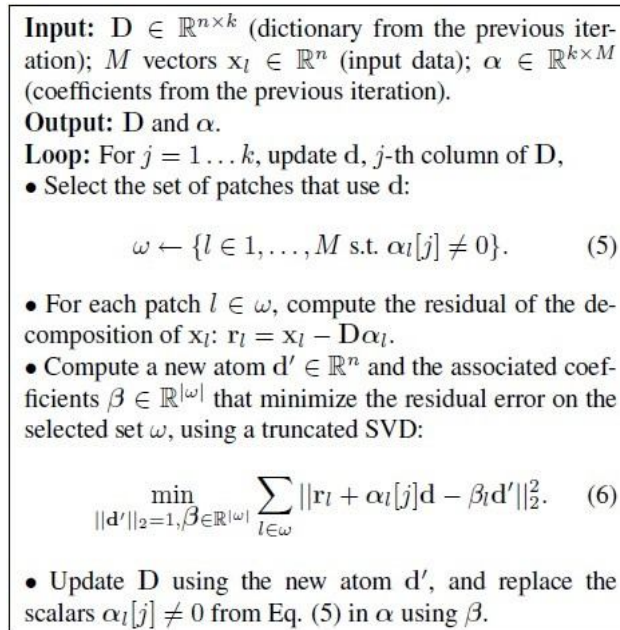 Input: D ∈ ℝ^{n×k} (dictionary from the previous iter-
ation); M vectors x_l ∈ ℝ^n (input data); α ∈ ℝ^{k×M}
(coefficients from the previous iteration).
Output: D and α.
Loop: For j = 1 . . . k, update d, j-th column of D,
• Select the set of patches that use d:
ω ← {l ∈ 1, . . . , M s.t. α_l[j] ≠ 0}. (5)
• For each patch l ∈ ω, compute the residual of the de-
composition of x_l: r_l = x_l − Dα_l.
• Compute a new atom d′ ∈ ℝ^n and the associated coef-
ficients β ∈ ℝ^{|ω|} that minimize the residual error on the
selected set ω, using a truncated SVD:
min_{||d′||_2=1, β∈ℝ^{|ω|}} ∑_{l∈ω} ||r_l + α_l[j]d − β_l d′||_2^2. (6)
• Update D using the new atom d′, and replace the
scalars α_l[j] ≠ 0 from Eq. (5) in α using β.